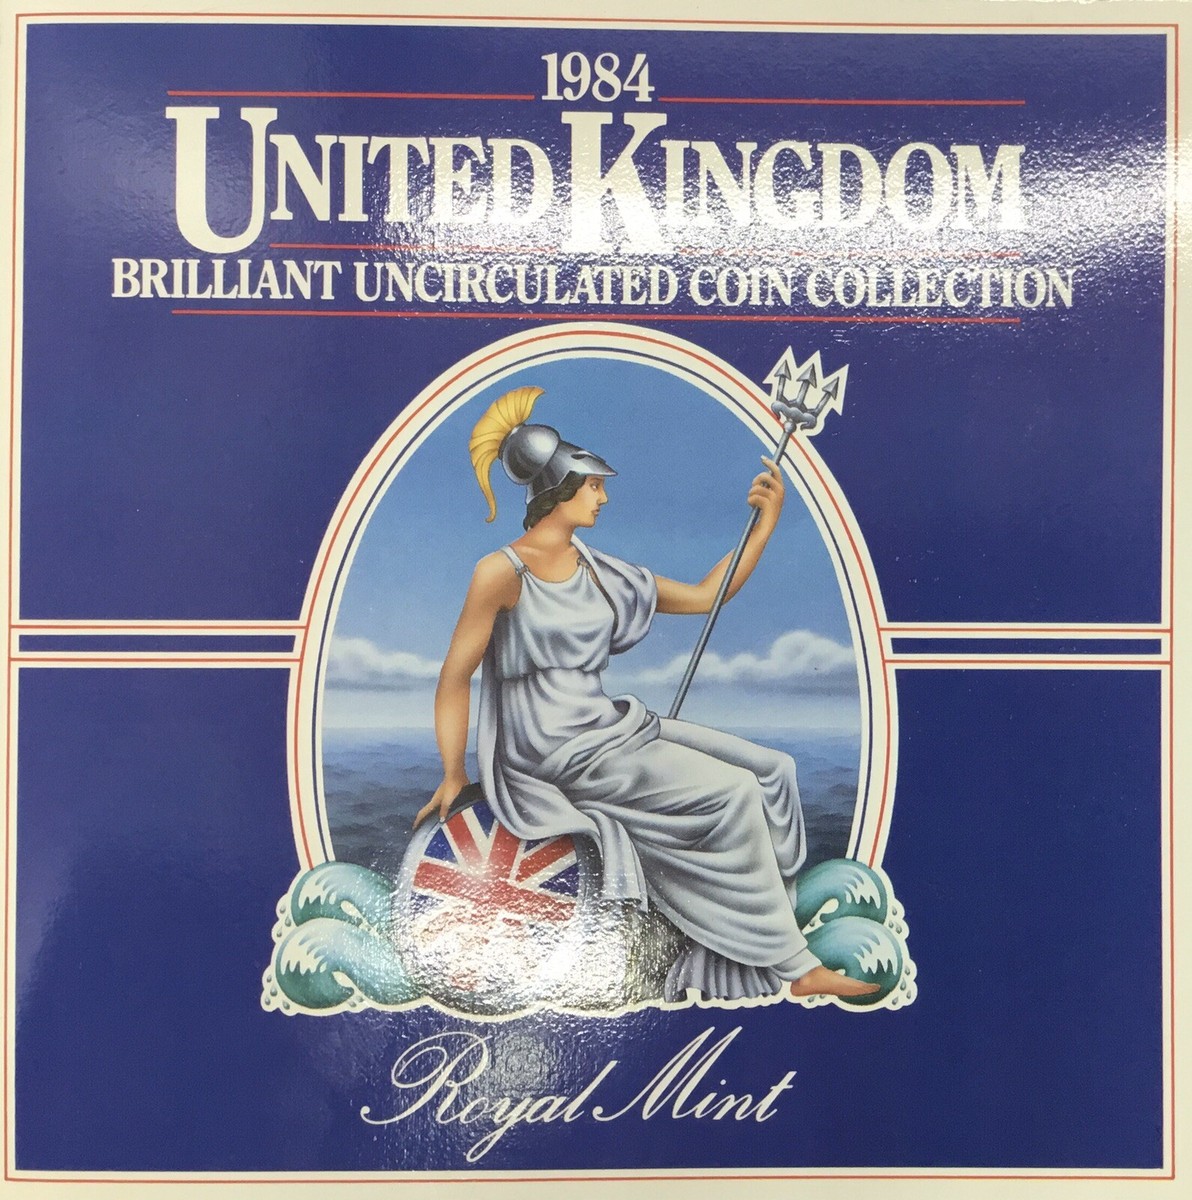 1984
UNITED KINGDOM
BRILLIANT UNCIRCULATED COIN COLLECTION
Royal Mint